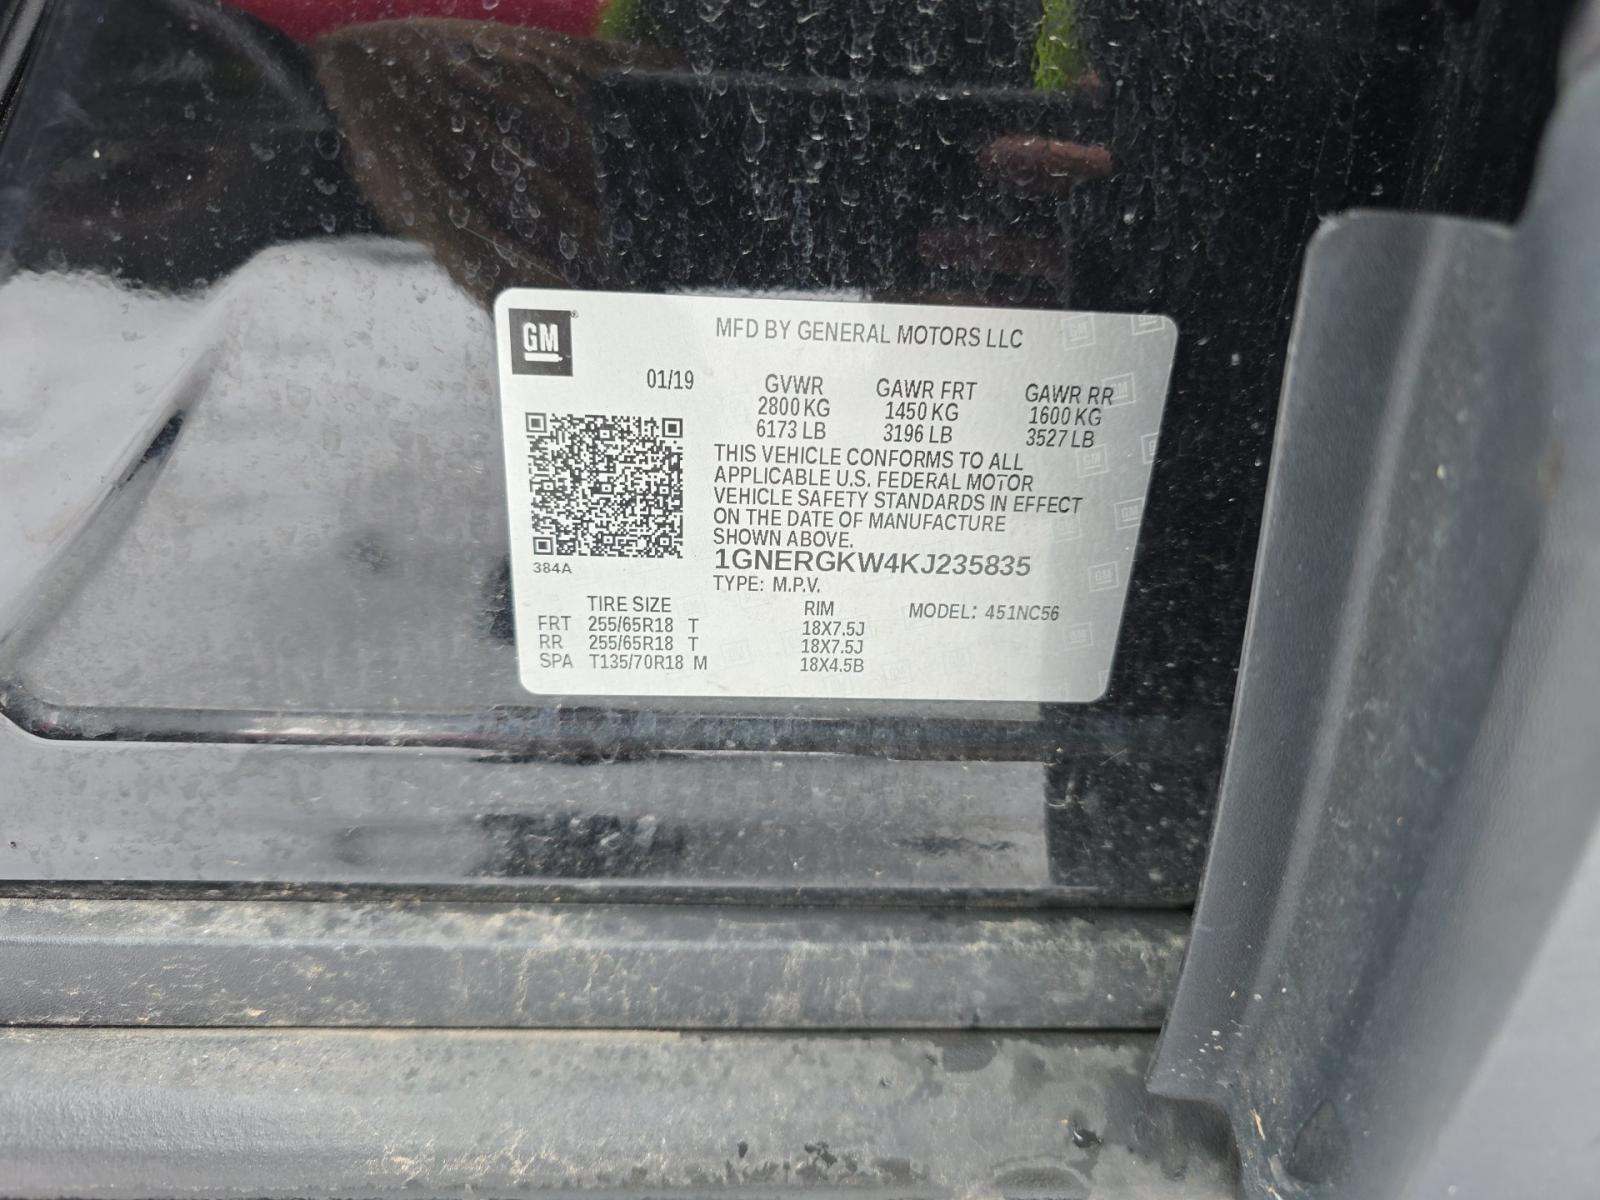 GM®
MFD BY GENERAL MOTORS LLC
01/19
GVWR GAWR FRT GAWR RR
2800 KG 1450 KG 1600 KG
6173 LB 3196 LB 3527 LB
THIS VEHICLE CONFORMS TO ALL
APPLICABLE U.S. FEDERAL MOTOR
VEHICLE SAFETY STANDARDS IN EFFECT
ON THE DATE OF MANUFACTURE
SHOWN ABOVE.
1GNERGKW4KJ235835
384A
TYPE: M.P.V.
TIRE SIZE RIM MODEL: 451NC56
FRT 255/65R18 T 18X7.5J
RR 255/65R18 T 18X7.5J
SPA T135/70R18 M 18X4.5B